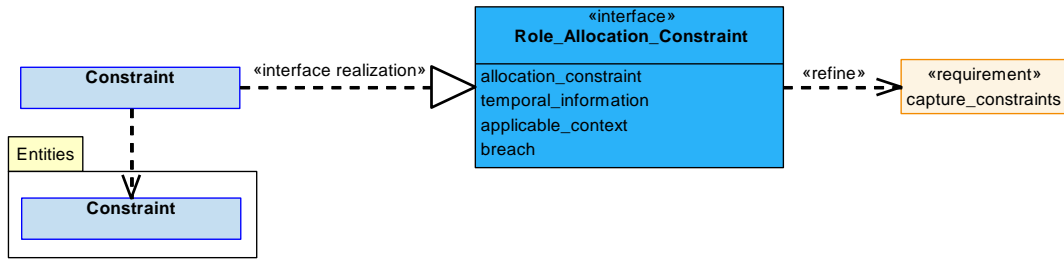 «interface»
Role_Allocation_Constraint
allocation_constraint
temporal_information
applicable_context
breach
Constraint
«interface realization»
«refine»
«requirement»
capture_constraints
Entities
Constraint